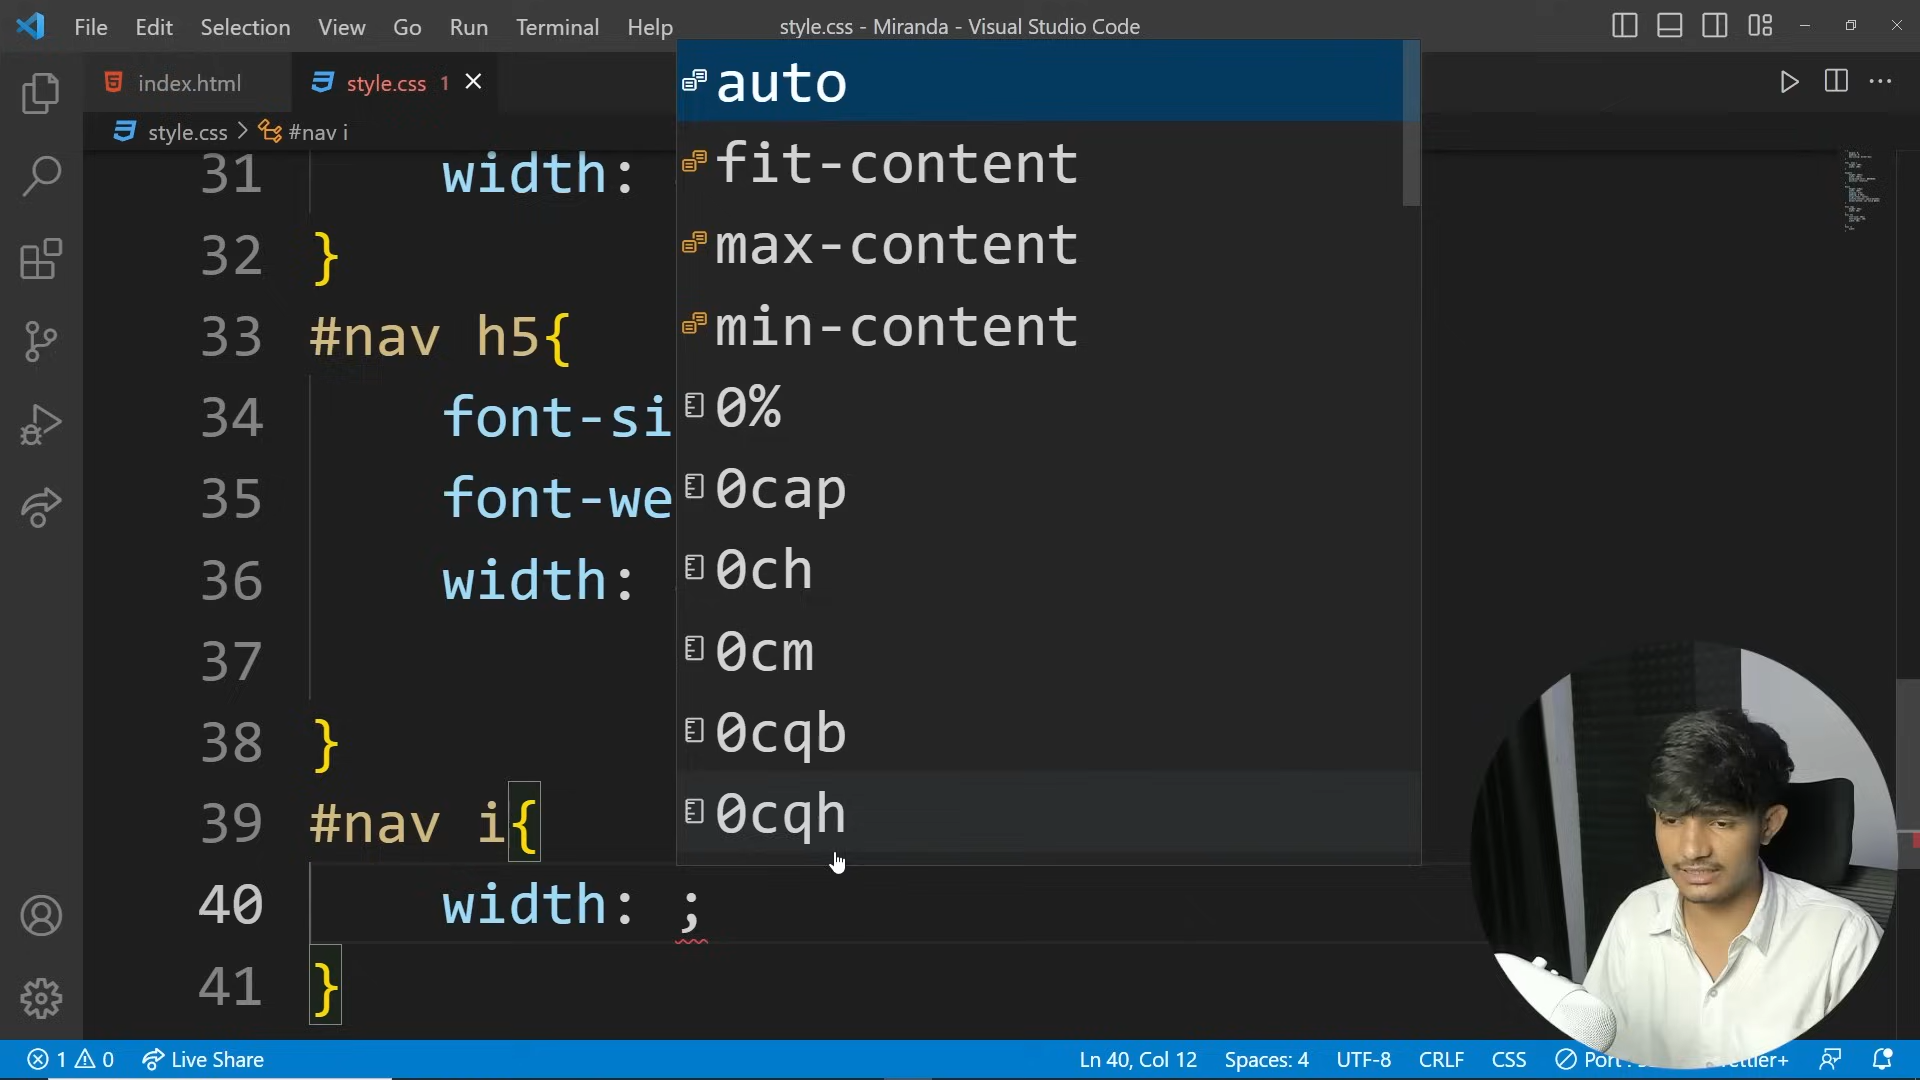 File Edit Selection View Go Run Terminal Help style.css - Miranda - Visual Studio Code
index.html style.css 1
style.css > #nav i
31 width:
32 }
33 #nav h5{
34 font-si
35 font-we
36 width:
37
38 }
39 #nav i{
40 width: ;
41 }
auto
fit-content
max-content
min-content
0%
0cap
0ch
0cm
0cqb
0cqh
1 0 Live Share Ln 40, Col 12 Spaces: 4 UTF-8 CRLF CSS Port